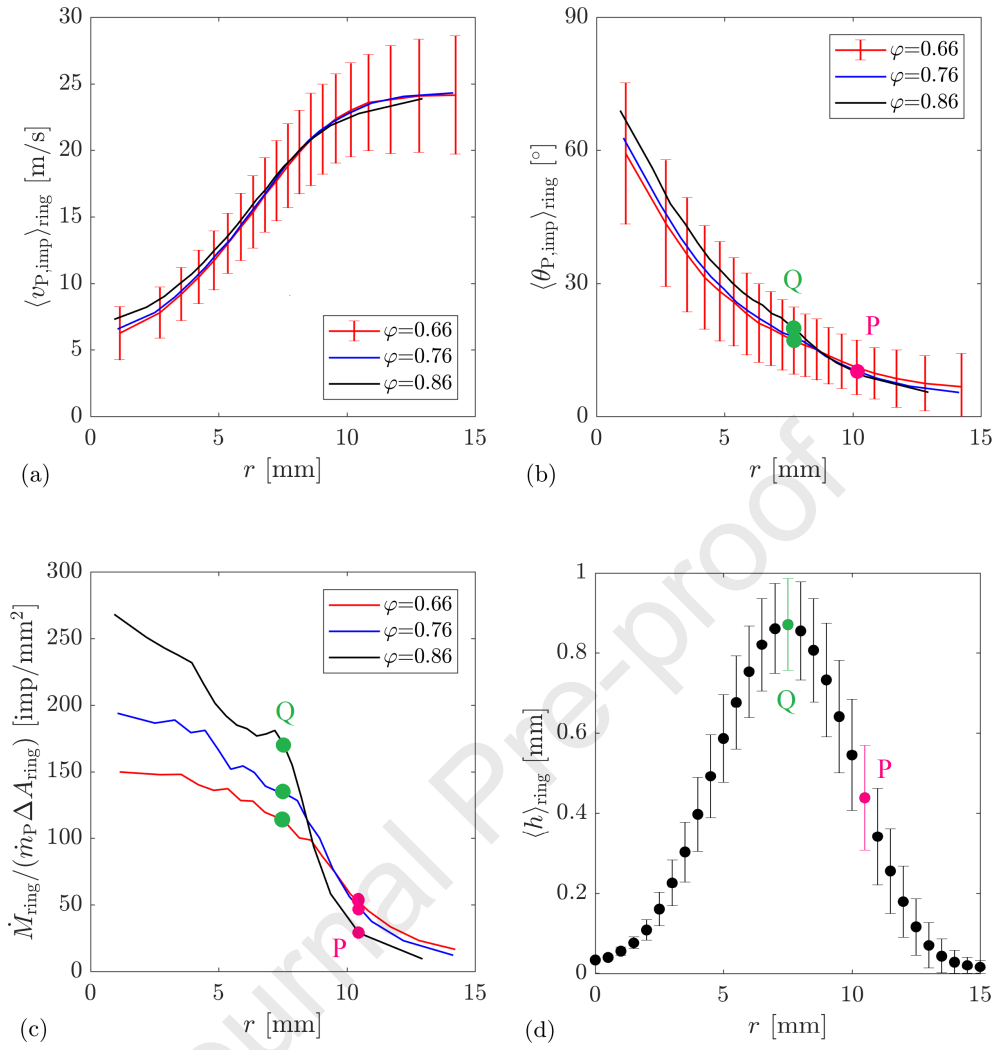 30
25
20
15
10
5
0
0 5 10 15
⟨v_P,imp⟩_ring [m/s]
r [mm]
φ=0.66
φ=0.76
φ=0.86
(a)
90
60
30
0
0 5 10 15
⟨θ_P,imp⟩_ring [°]
r [mm]
φ=0.66
φ=0.76
φ=0.86
Q
P
(b)
300
250
200
150
100
50
0
0 5 10 15
Ṁ_ring/(ṁ_P ΔA_ring) [imp/mm²]
r [mm]
φ=0.66
φ=0.76
φ=0.86
Q
P
(c)
1
0.8
0.6
0.4
0.2
0
0 5 10 15
⟨h⟩_ring [mm]
r [mm]
Q
P
(d)
ournal Pre-proof